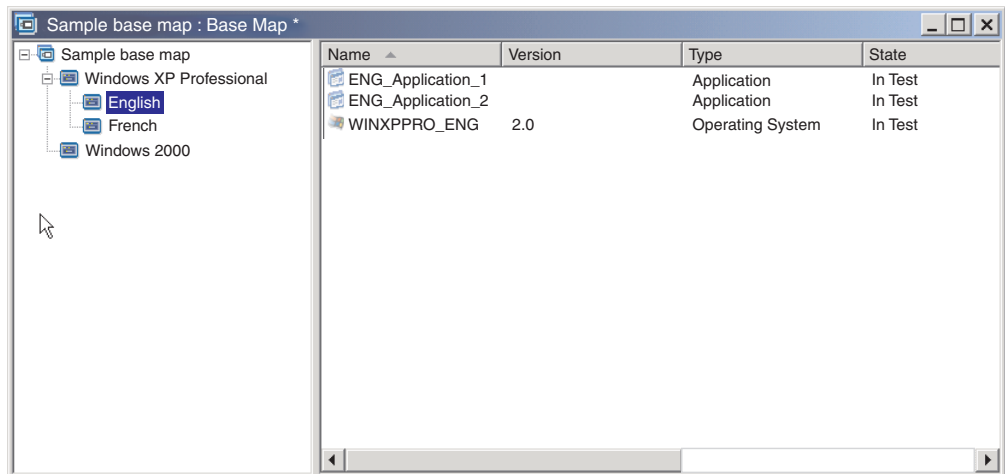 Sample base map : Base Map *
Sample base map
Windows XP Professional
English
French
Windows 2000
Name Version Type State
ENG_Application_1 Application In Test
ENG_Application_2 Application In Test
WINXPPRO_ENG 2.0 Operating System In Test